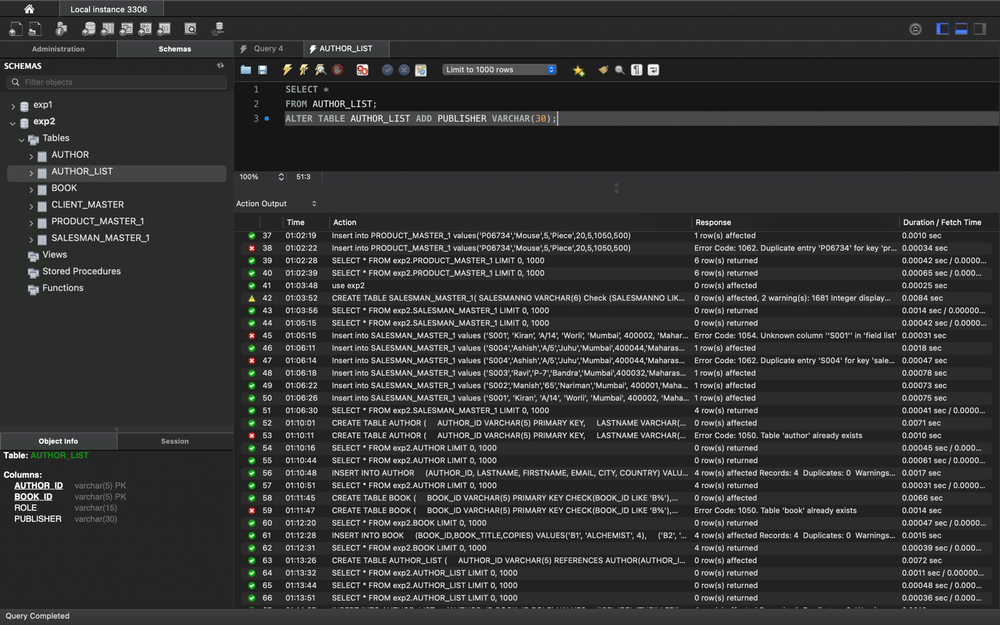 Local instance 3306
Administration
Schemas
SCHEMAS
Filter objects
exp1
exp2
Tables
AUTHOR
AUTHOR_LIST
BOOK
CLIENT_MASTER
PRODUCT_MASTER_1
SALESMAN_MASTER_1
Views
Stored Procedures
Functions
Object Info
Session
Table: AUTHOR_LIST
Columns:
AUTHOR_ID varchar(5) PK
BOOK_ID varchar(5) PK
ROLE varchar(15)
PUBLISHER varchar(30)
Query 4
AUTHOR_LIST
Limit to 1000 rows
1 SELECT *
2 FROM AUTHOR_LIST;
3 ALTER TABLE AUTHOR_LIST ADD PUBLISHER VARCHAR(30);
100% 51:3
Action Output
Time Action Response Duration / Fetch Time
37 01:02:19 Insert into PRODUCT_MASTER_1 values('P06734','Mouse',5,'Piece',20,5,1050,500) 1 row(s) affected 0.0010 sec
38 01:02:22 Insert into PRODUCT_MASTER_1 values('P06734','Mouse',5,'Piece',20,5,1050,500) Error Code: 1062. Duplicate entry 'P06734' for key 'pr... 0.00034 sec
39 01:02:28 SELECT * FROM exp2.PRODUCT_MASTER_1 LIMIT 0, 1000 6 row(s) returned 0.00042 sec / 0.0000...
40 01:02:39 SELECT * FROM exp2.PRODUCT_MASTER_1 LIMIT 0, 1000 6 row(s) returned 0.00065 sec / 0.000...
41 01:03:48 use exp2 0 row(s) affected 0.00025 sec
42 01:03:52 CREATE TABLE SALESMAN_MASTER_1( SALESMANNO VARCHAR(6) Check (SALESMANNO LIK... 0 row(s) affected, 2 warning(s): 1681 Integer display... 0.0084 sec
43 01:03:56 SELECT * FROM exp2.SALESMAN_MASTER_1 LIMIT 0, 1000 0 row(s) returned 0.0014 sec / 0.00000...
44 01:05:15 SELECT * FROM exp2.SALESMAN_MASTER_1 LIMIT 0, 1000 0 row(s) returned 0.00042 sec / 0.000...
45 01:05:15 Insert into SALESMAN_MASTER_1 values (‘S001’, ‘Kiran’, ‘A/14’, ‘Worli’, ‘Mumbai’, 400002, ‘Mahar... Error Code: 1054. Unknown column '‘S001’' in 'field list' 0.00031 sec
46 01:06:11 Insert into SALESMAN_MASTER_1 values ('S004','Ashish','A/5','Juhu','Mumbai',400044,'Maharas... 1 row(s) affected 0.0018 sec
47 01:06:14 Insert into SALESMAN_MASTER_1 values ('S004','Ashish','A/5','Juhu','Mumbai',400044,'Maharas... Error Code: 1062. Duplicate entry 'S004' for key 'sale... 0.00047 sec
48 01:06:18 Insert into SALESMAN_MASTER_1 values ('S003','Ravi','P-7','Bandra','Mumbai',400032,'Maharas... 1 row(s) affected 0.00078 sec
49 01:06:22 Insert into SALESMAN_MASTER_1 values ('S002','Manish','65','Nariman','Mumbai', 400001,'Maha... 1 row(s) affected 0.00073 sec
50 01:06:26 Insert into SALESMAN_MASTER_1 values ('S001', 'Kiran', 'A/14', 'Worli', 'Mumbai', 400002, 'Maha... 1 row(s) affected 0.00075 sec
51 01:06:30 SELECT * FROM exp2.SALESMAN_MASTER_1 LIMIT 0, 1000 4 row(s) returned 0.00041 sec / 0.0000...
52 01:10:01 CREATE TABLE AUTHOR ( AUTHOR_ID VARCHAR(5) PRIMARY KEY, LASTNAME VARCHAR(... 0 row(s) affected 0.0071 sec
53 01:10:11 CREATE TABLE AUTHOR ( AUTHOR_ID VARCHAR(5) PRIMARY KEY, LASTNAME VARCHAR(... Error Code: 1050. Table 'author' already exists 0.0010 sec
54 01:10:16 SELECT * FROM exp2.AUTHOR LIMIT 0, 1000 0 row(s) returned 0.00045 sec / 0.000...
55 01:10:44 SELECT * FROM exp2.AUTHOR LIMIT 0, 1000 0 row(s) returned 0.00061 sec / 0.000...
56 01:10:48 INSERT INTO AUTHOR (AUTHOR_ID, LASTNAME, FIRSTNAME, EMAIL, CITY, COUNTRY) VALU... 4 row(s) affected Records: 4 Duplicates: 0 Warnings... 0.0017 sec
57 01:10:51 SELECT * FROM exp2.AUTHOR LIMIT 0, 1000 4 row(s) returned 0.00031 sec / 0.000...
58 01:11:45 CREATE TABLE BOOK ( BOOK_ID VARCHAR(5) PRIMARY KEY CHECK(BOOK_ID LIKE 'B%'),... 0 row(s) affected 0.0066 sec
59 01:11:47 CREATE TABLE BOOK ( BOOK_ID VARCHAR(5) PRIMARY KEY CHECK(BOOK_ID LIKE 'B%'),... Error Code: 1050. Table 'book' already exists 0.0014 sec
60 01:12:20 SELECT * FROM exp2.BOOK LIMIT 0, 1000 0 row(s) returned 0.00047 sec / 0.000...
61 01:12:28 INSERT INTO BOOK (BOOK_ID,BOOK_TITLE,COPIES) VALUES('B1', 'ALCHEMIST', 4), ('B2', '... 4 row(s) affected Records: 4 Duplicates: 0 Warnings... 0.0015 sec
62 01:12:31 SELECT * FROM exp2.BOOK LIMIT 0, 1000 4 row(s) returned 0.00039 sec / 0.000...
63 01:13:26 CREATE TABLE AUTHOR_LIST ( AUTHOR_ID VARCHAR(5) REFERENCES AUTHOR(AUTHOR_I... 0 row(s) affected 0.0072 sec
64 01:13:32 SELECT * FROM exp2.AUTHOR_LIST LIMIT 0, 1000 0 row(s) returned 0.0011 sec / 0.00000...
65 01:13:44 SELECT * FROM exp2.AUTHOR_LIST LIMIT 0, 1000 0 row(s) returned 0.00048 sec / 0.000...
66 01:13:51 SELECT * FROM exp2.AUTHOR_LIST LIMIT 0, 1000 0 row(s) returned 0.00036 sec / 0.000...
Query Completed